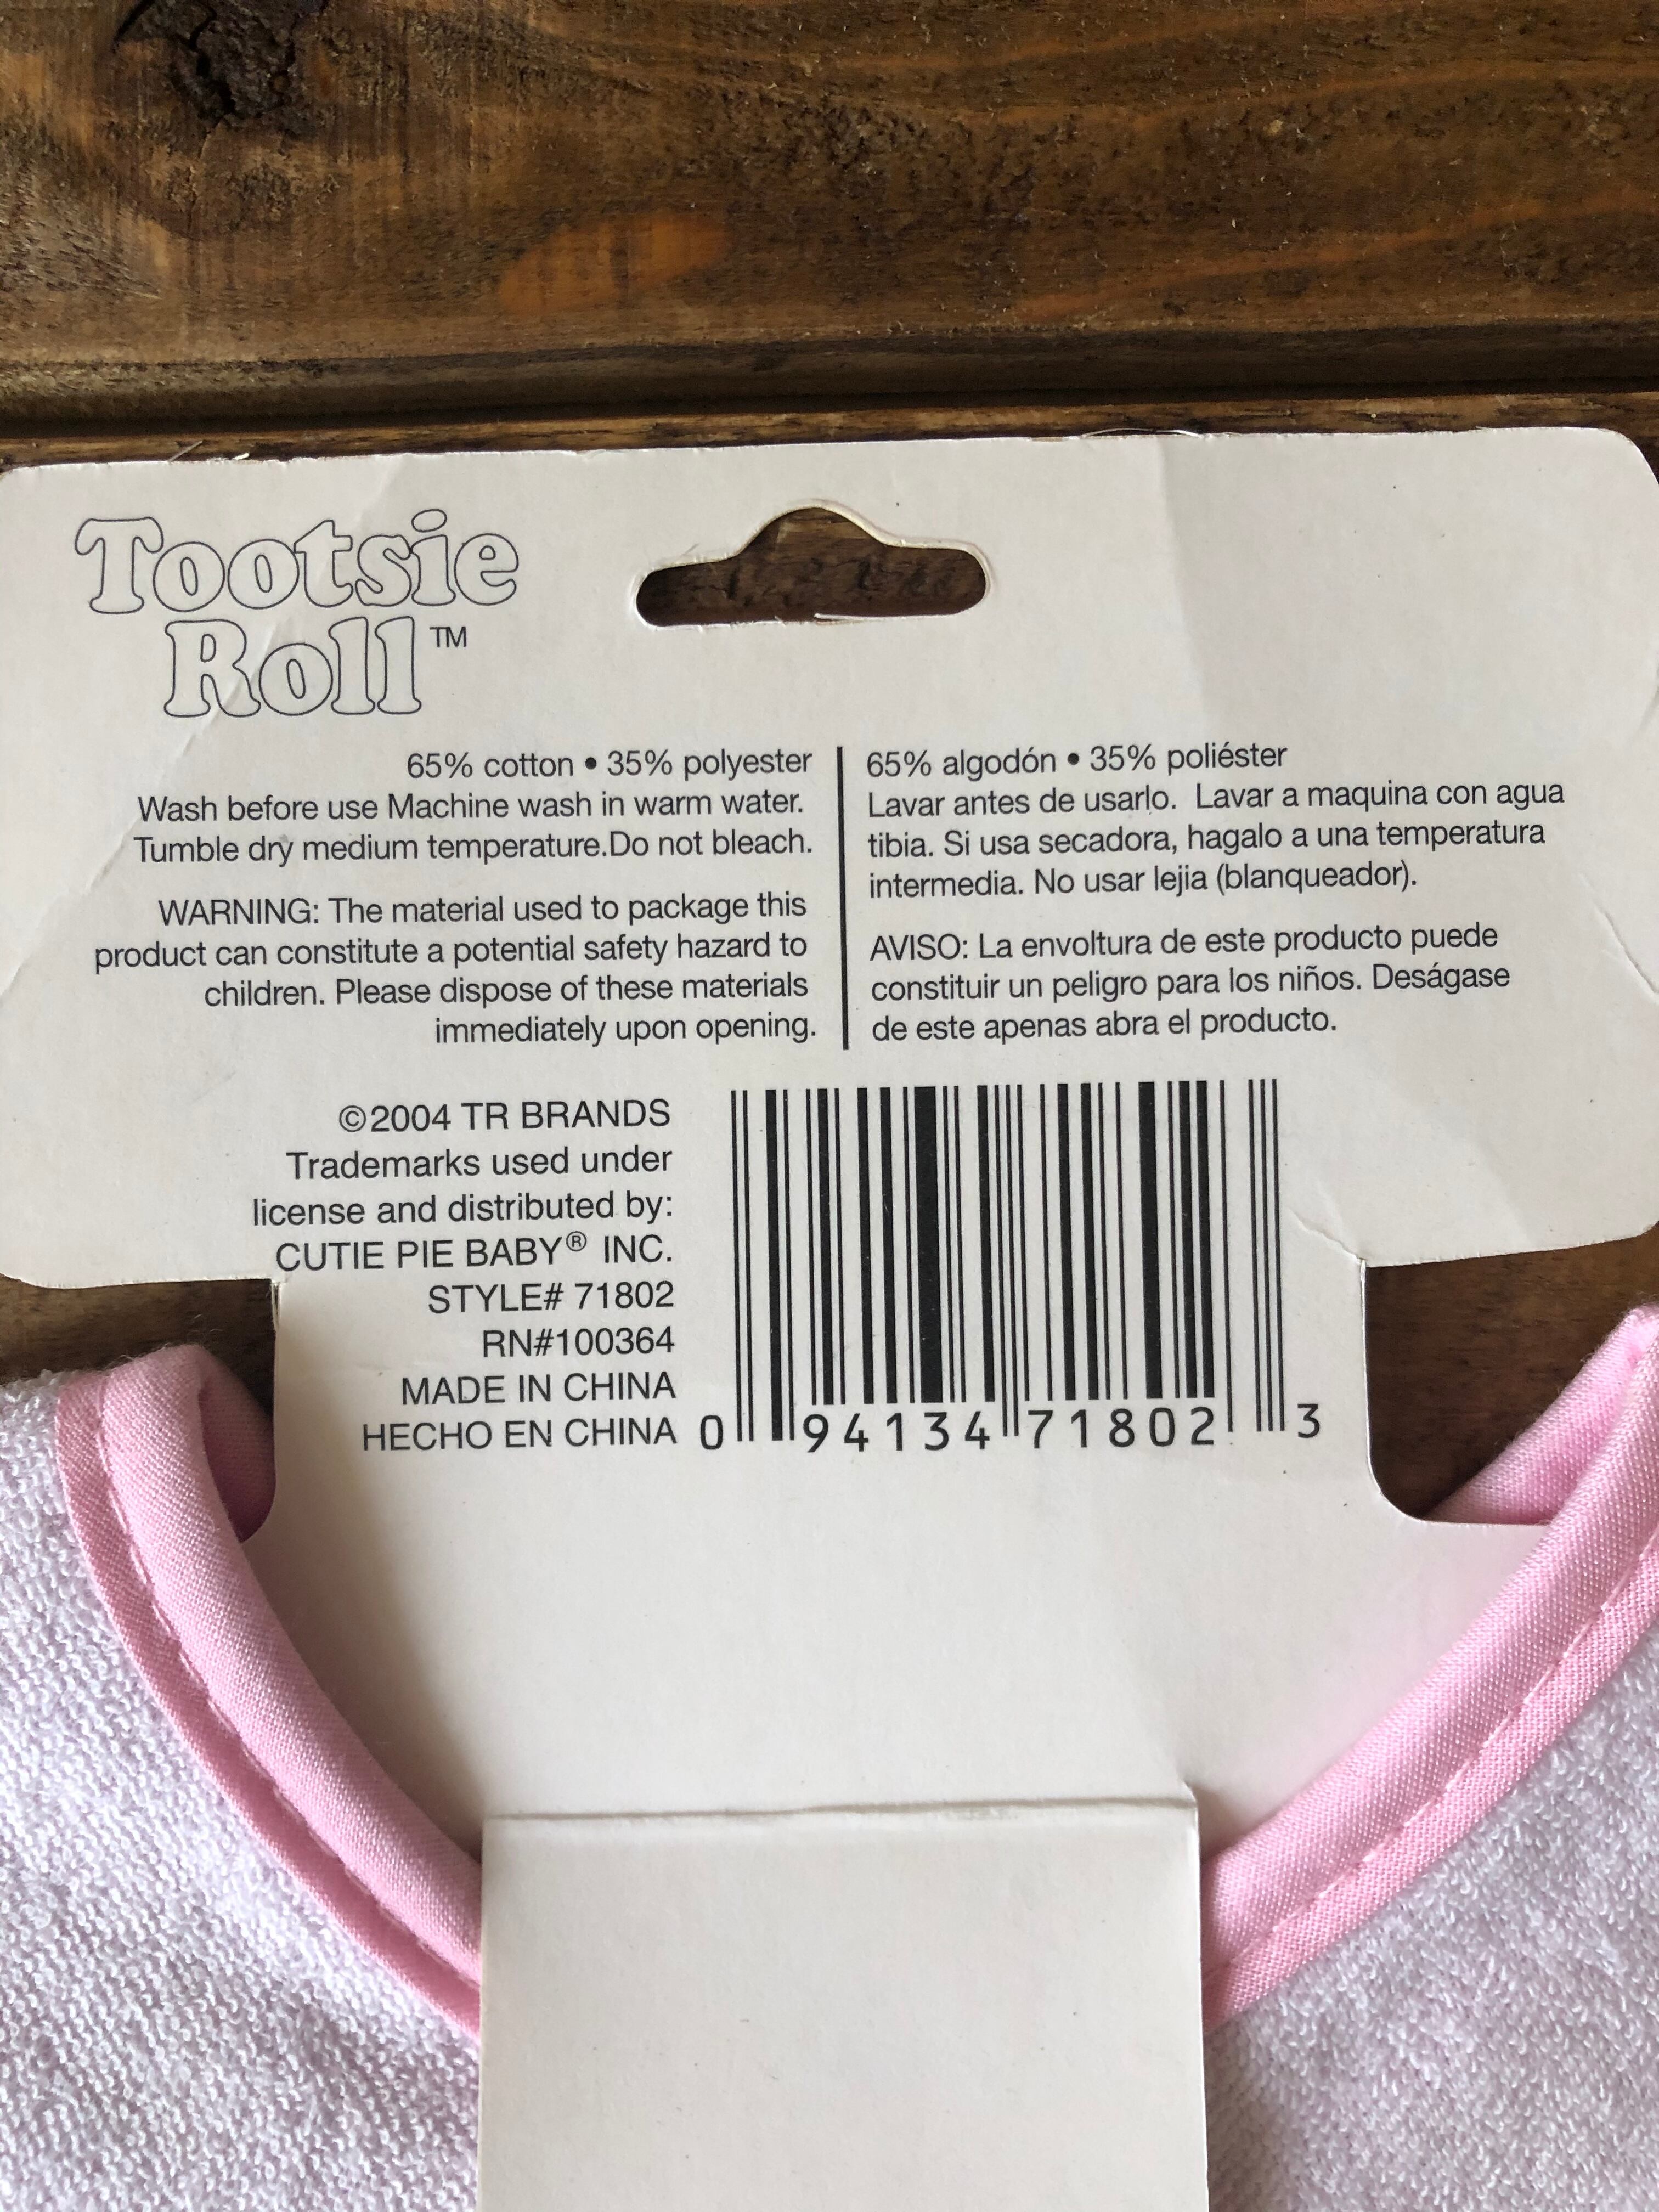 Tootsie
Roll™
65% cotton • 35% polyester
Wash before use Machine wash in warm water.
Tumble dry medium temperature.Do not bleach.
WARNING: The material used to package this
product can constitute a potential safety hazard to
children. Please dispose of these materials
immediately upon opening.
65% algodón • 35% poliéster
Lavar antes de usarlo. Lavar a maquina con agua
tibia. Si usa secadora, hagalo a una temperatura
intermedia. No usar lejia (blanqueador).
AVISO: La envoltura de este producto puede
constituir un peligro para los niños. Deságase
de este apenas abra el producto.
©2004 TR BRANDS
Trademarks used under
license and distributed by:
CUTIE PIE BABY® INC.
STYLE# 71802
RN#100364
MADE IN CHINA
HECHO EN CHINA
0 94134 71802 3